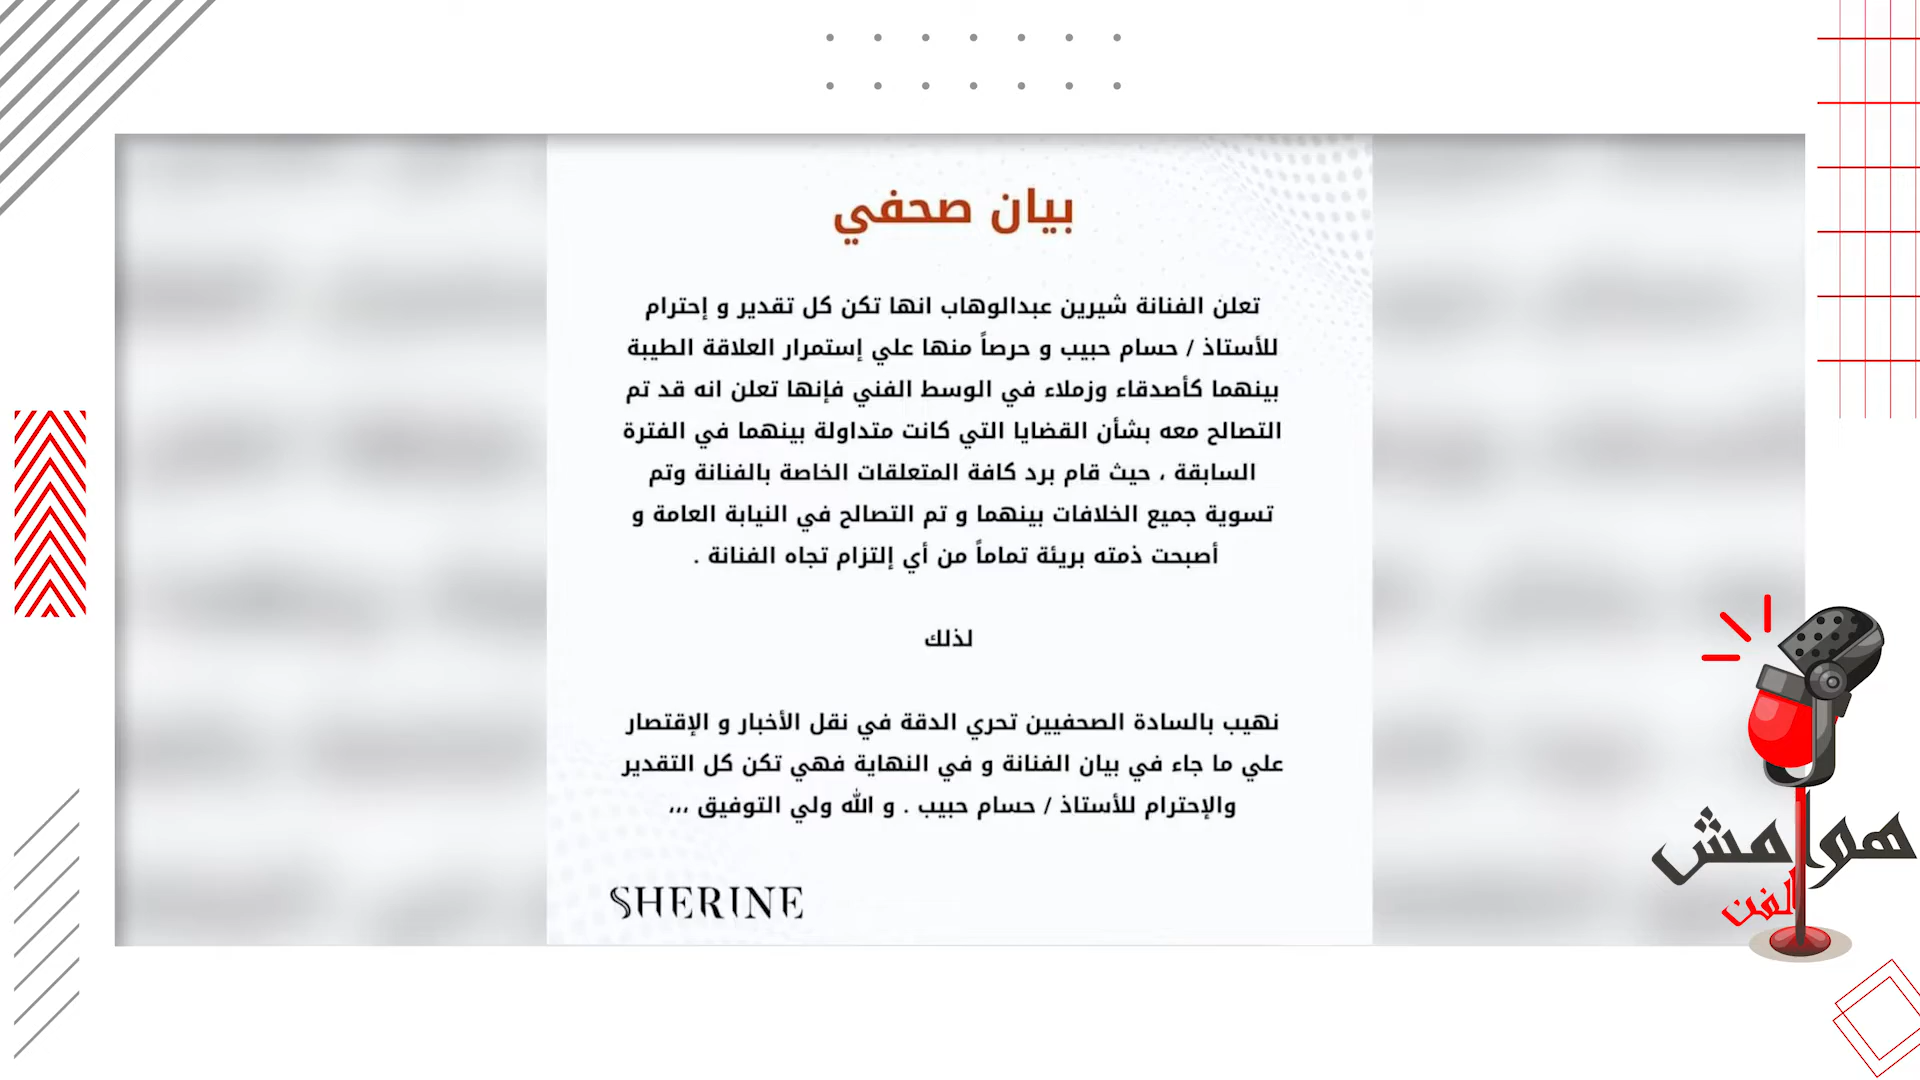 بيان صحفي
تعلن الفنانة شيرين عبدالوهاب انها تكن كل تقدير و إحترام
للأستاذ / حسام حبيب و حرصاً منها علي إستمرار العلاقة الطيبة
بينهما كأصدقاء وزملاء في الوسط الفني فإنها تعلن انه قد تم
التصالح معه بشأن القضايا التي كانت متداولة بينهما في الفترة
السابقة ، حيث قام برد كافة المتعلقات الخاصة بالفنانة وتم
تسوية جميع الخلافات بينهما و تم التصالح في النيابة العامة و
أصبحت ذمته بريئة تماماً من أي إلتزام تجاه الفنانة .
لذلك
نهيب بالسادة الصحفيين تحري الدقة في نقل الأخبار و الإقتصار
علي ما جاء في بيان الفنانة و في النهاية فهي تكن كل التقدير
والإحترام للأستاذ / حسام حبيب . و الله ولي التوفيق ،،،
SHERINE
هوامش
الفن